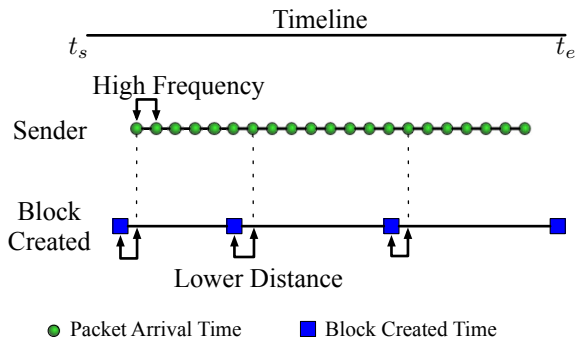 Timeline
t_s t_e
High Frequency
Sender
Block
Created
Lower Distance
Packet Arrival Time Block Created Time